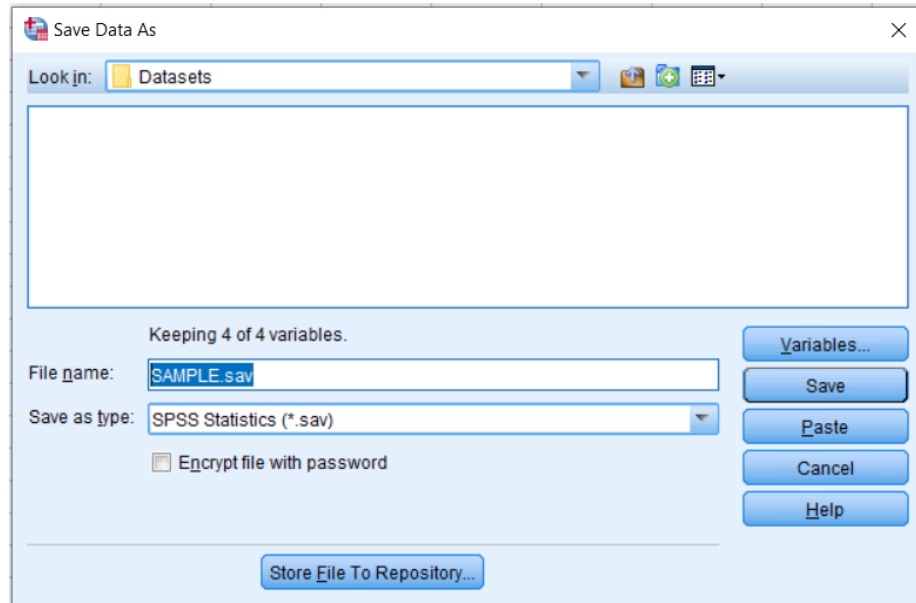 Save Data As
Look in: Datasets
Keeping 4 of 4 variables.
File name: SAMPLE.sav
Save as type: SPSS Statistics (*.sav)
Encrypt file with password
Variables...
Save
Paste
Cancel
Help
Store File To Repository...